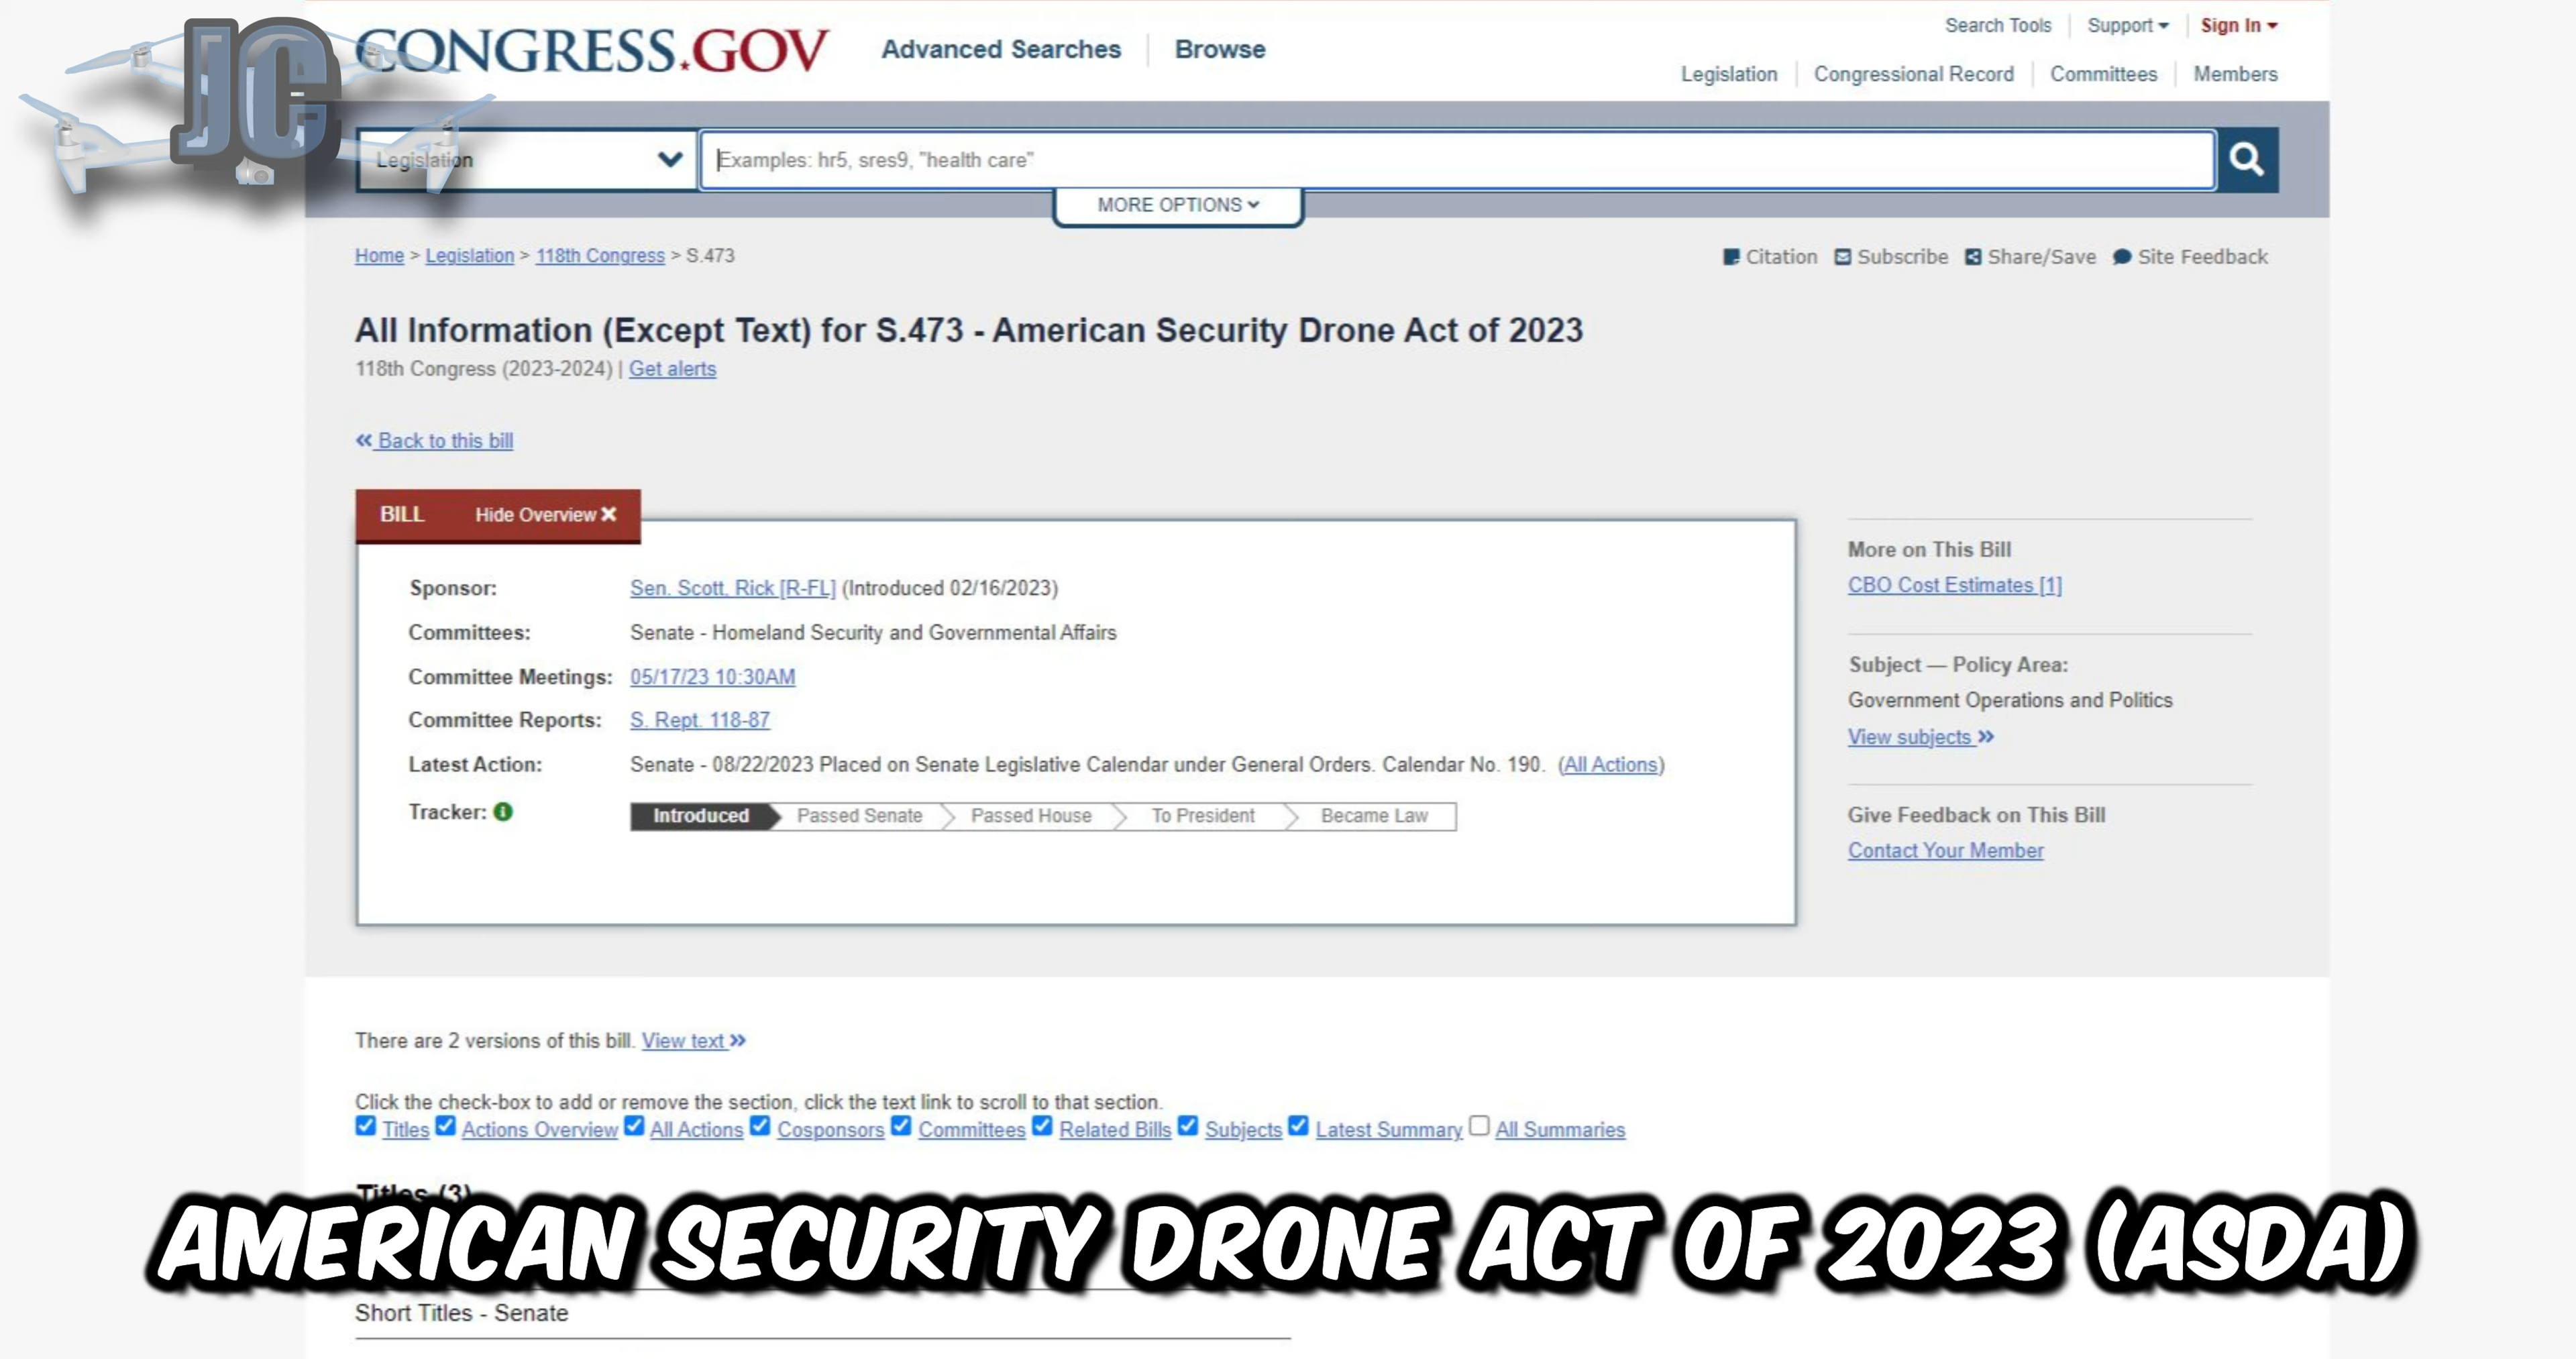 JC
CONGRESS.GOV
Advanced Searches
Browse
Search Tools
Support
Sign In
Legislation
Congressional Record
Committees
Members
Legislation
Examples: hr5, sres9, "health care"
MORE OPTIONS
Home > Legislation > 118th Congress > S.473
Citation
Subscribe
Share/Save
Site Feedback
All Information (Except Text) for S.473 - American Security Drone Act of 2023
118th Congress (2023-2024) | Get alerts
« Back to this bill
BILL
Hide Overview ×
Sponsor: Sen. Scott, Rick [R-FL] (Introduced 02/16/2023)
Committees: Senate - Homeland Security and Governmental Affairs
Committee Meetings: 05/17/23 10:30AM
Committee Reports: S. Rept. 118-87
Latest Action: Senate - 08/22/2023 Placed on Senate Legislative Calendar under General Orders. Calendar No. 190. (All Actions)
Tracker:
Introduced
Passed Senate
Passed House
To President
Became Law
More on This Bill
CBO Cost Estimates [1]
Subject — Policy Area:
Government Operations and Politics
View subjects »
Give Feedback on This Bill
Contact Your Member
There are 2 versions of this bill. View text »
Click the check-box to add or remove the section, click the text link to scroll to that section.
Titles Actions Overview All Actions Cosponsors Committees Related Bills Subjects Latest Summary All Summaries
Titles (3)
AMERICAN SECURITY DRONE ACT OF 2023 (ASDA)
Short Titles - Senate